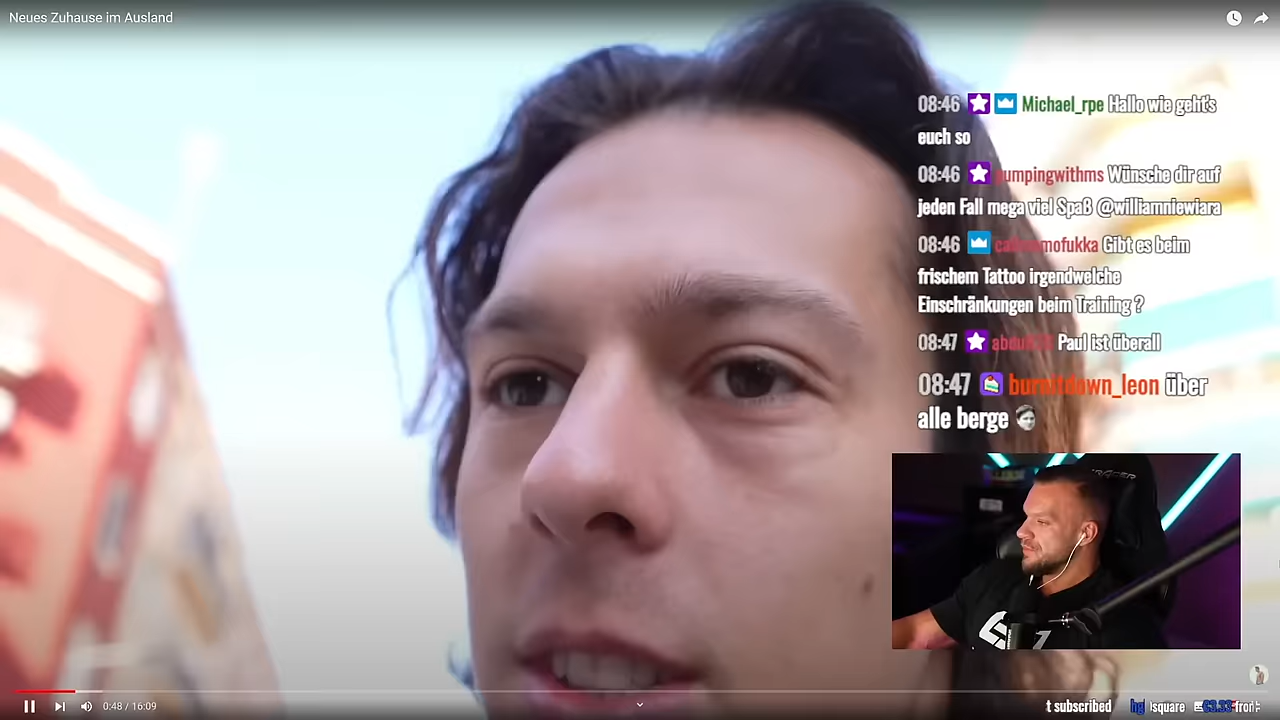 Neues Zuhause im Ausland
08:46 Michael_rpe Hallo wie geht's
euch so
08:46 pumpingwithms Wünsche dir auf
jeden Fall mega viel Spaß @williamniewiara
08:46 Gibt es beim
frischem Tattoo irgendwelche
Einschränkungen beim Training ?
08:47 Paul ist überall
08:47 burnitdown_leon über
alle berge
0:48 / 16:09
t subscribed